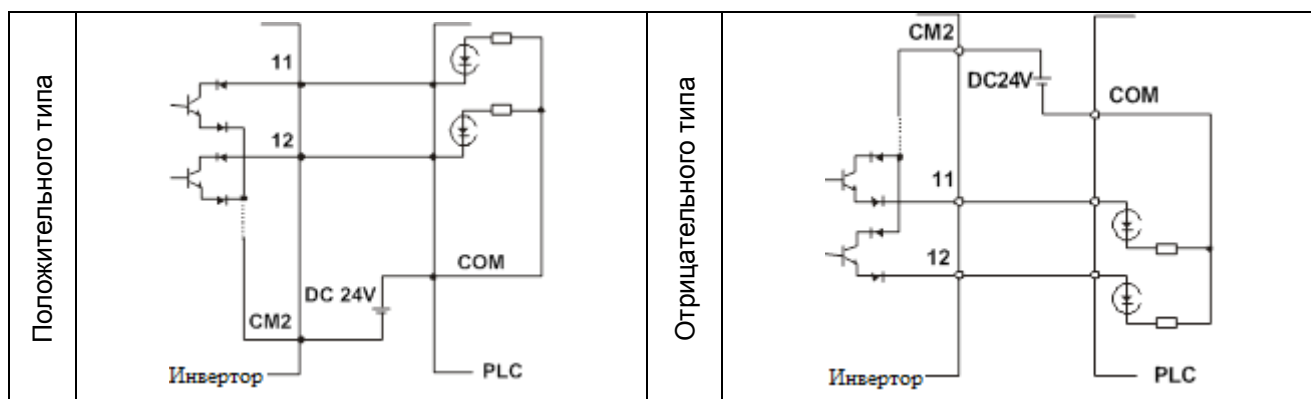 Положительного типа
11
12
COM
DC 24V
CM2
Инвертор
PLC
Отрицательного типа
CM2
DC24V
COM
11
12
Инвертор
PLC